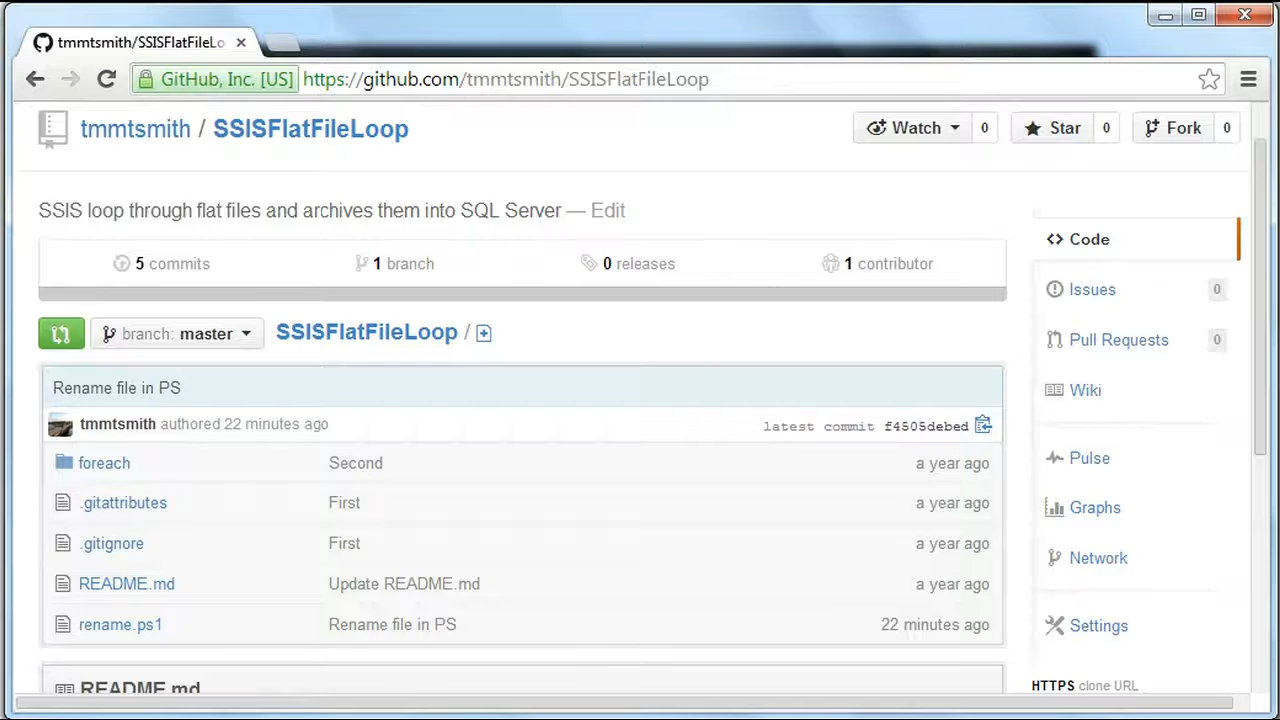 tmmtsmith/SSISFlatFileLo
GitHub, Inc. [US] https://github.com/tmmtsmith/SSISFlatFileLoop
tmmtsmith / SSISFlatFileLoop
Watch 0 Star 0 Fork 0
SSIS loop through flat files and archives them into SQL Server — Edit
5 commits 1 branch 0 releases 1 contributor
branch: master SSISFlatFileLoop /
Rename file in PS
tmmtsmith authored 22 minutes ago latest commit f4505debed
foreach Second a year ago
.gitattributes First a year ago
.gitignore First a year ago
README.md Update README.md a year ago
rename.ps1 Rename file in PS 22 minutes ago
README.md
Code
Issues 0
Pull Requests 0
Wiki
Pulse
Graphs
Network
Settings
HTTPS clone URL